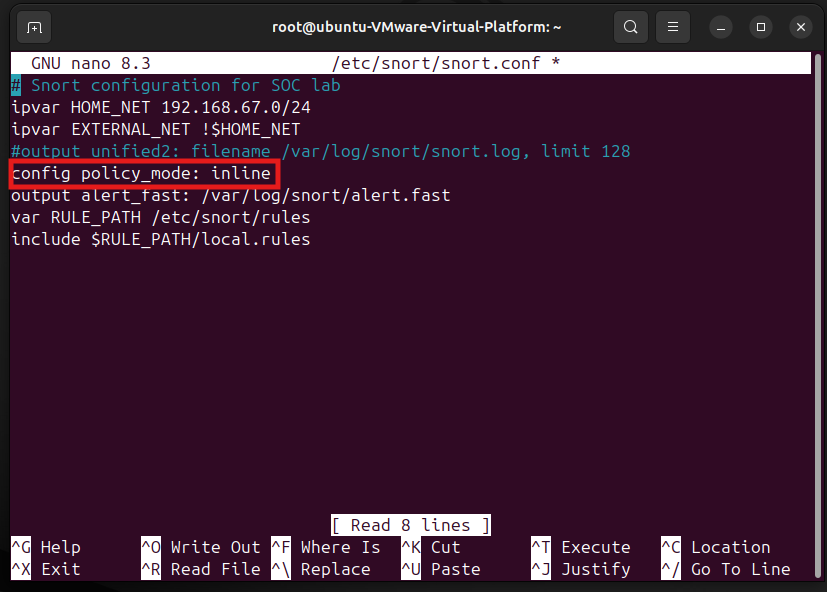 root@ubuntu-VMware-Virtual-Platform: ~
GNU nano 8.3 /etc/snort/snort.conf *
# Snort configuration for SOC lab
ipvar HOME_NET 192.168.67.0/24
ipvar EXTERNAL_NET !$HOME_NET
#output unified2: filename /var/log/snort/snort.log, limit 128
config policy_mode: inline
output alert_fast: /var/log/snort/alert.fast
var RULE_PATH /etc/snort/rules
include $RULE_PATH/local.rules
[ Read 8 lines ]
^G Help ^O Write Out ^F Where Is ^K Cut ^T Execute ^C Location
^X Exit ^R Read File ^\ Replace ^U Paste ^J Justify ^/ Go To Line